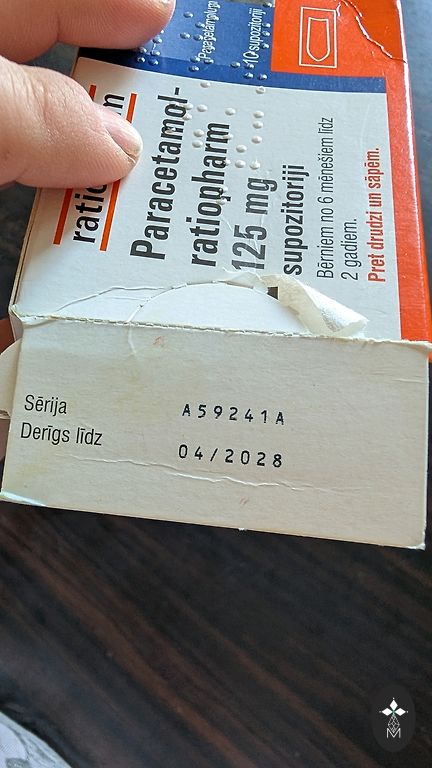 Paracetamol-
ratiopharm
125 mg
supozitoriji
Bērniem no 6 mēnešiem līdz
2 gadiem.
Pret drudzi un sāpēm.
10 supozitoriji
Sērija A59241A
Derīgs līdz 04/2028
M